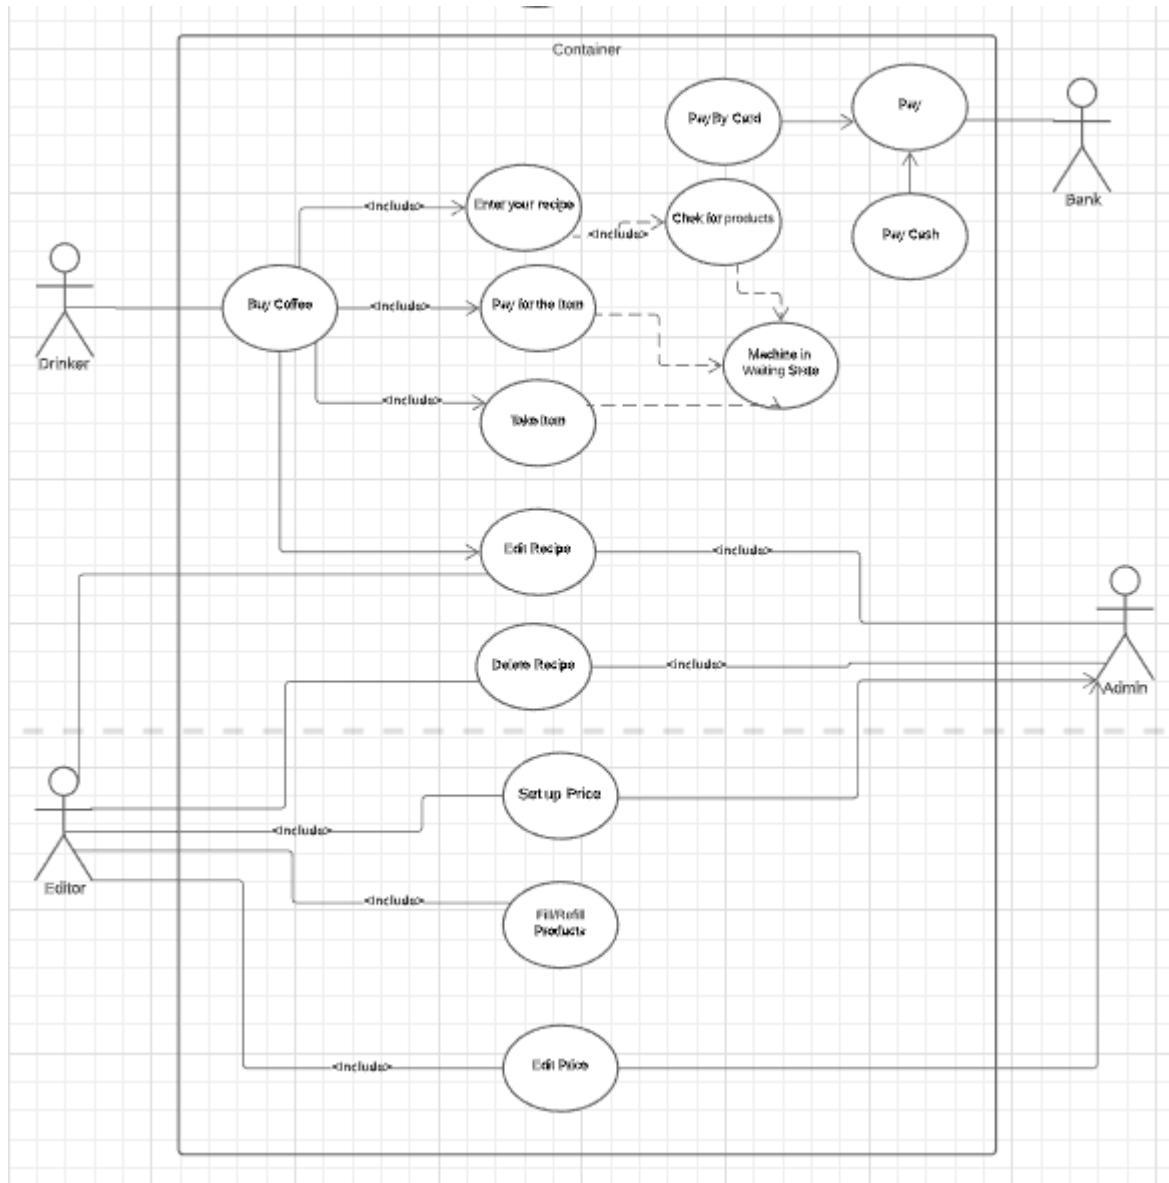 Container
Pay By Card
Pay
Bank
<Include>
Enter your recipe
Chek for products
<Include>
Pay Cash
Drinker
Buy Coffee
<Include>
Pay for the Item
Machine in
Waiting State
<Include>
Take Item
Edit Recipe
<Include>
Delete Recipe
<Include>
Admin
Set up Price
<Include>
Editor
<Include>
Fill/Refill
Products
<Include>
Edit Price